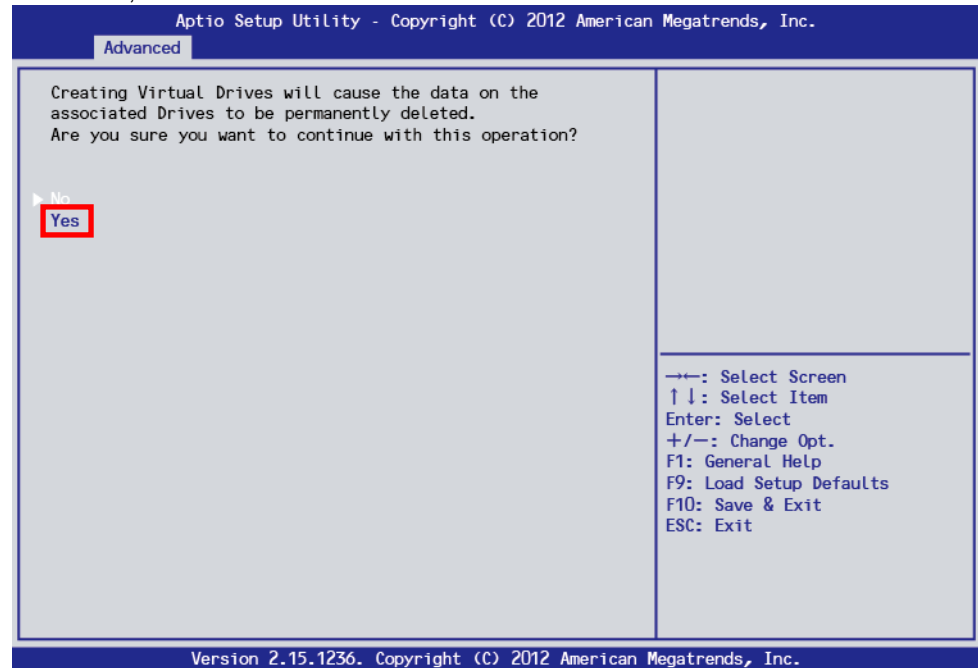 Aptio Setup Utility - Copyright (C) 2012 American Megatrends, Inc.
Advanced
Creating Virtual Drives will cause the data on the
associated Drives to be permanently deleted.
Are you sure you want to continue with this operation?
▶ No
Yes
→←: Select Screen
↑↓: Select Item
Enter: Select
+/−: Change Opt.
F1: General Help
F9: Load Setup Defaults
F10: Save & Exit
ESC: Exit
Version 2.15.1236. Copyright (C) 2012 American Megatrends, Inc.